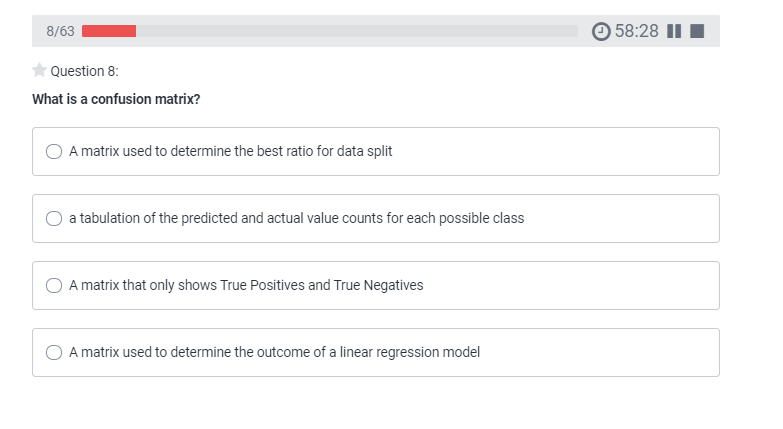 8/63 58:28
Question 8:
What is a confusion matrix?
A matrix used to determine the best ratio for data split
a tabulation of the predicted and actual value counts for each possible class
A matrix that only shows True Positives and True Negatives
A matrix used to determine the outcome of a linear regression model